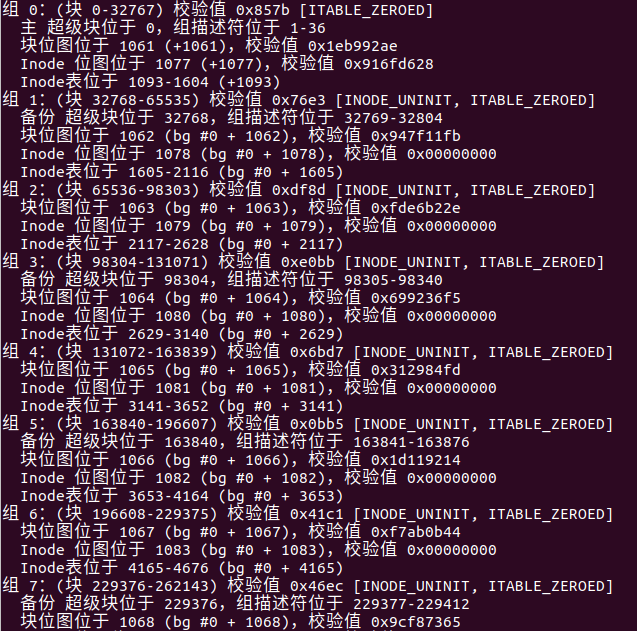 组 0：(块 0-32767) 校验值 0x857b [ITABLE_ZEROED]
主 超级块位于 0，组描述符位于 1-36
块位图位于 1061 (+1061)，校验值 0x1eb992ae
Inode 位图位于 1077 (+1077)，校验值 0x916fd628
Inode表位于 1093-1604 (+1093)
组 1：(块 32768-65535) 校验值 0x76e3 [INODE_UNINIT, ITABLE_ZEROED]
备份 超级块位于 32768，组描述符位于 32769-32804
块位图位于 1062 (bg #0 + 1062)，校验值 0x947f11fb
Inode 位图位于 1078 (bg #0 + 1078)，校验值 0x00000000
Inode表位于 1605-2116 (bg #0 + 1605)
组 2：(块 65536-98303) 校验值 0xdf8d [INODE_UNINIT, ITABLE_ZEROED]
块位图位于 1063 (bg #0 + 1063)，校验值 0xfde6b22e
Inode 位图位于 1079 (bg #0 + 1079)，校验值 0x00000000
Inode表位于 2117-2628 (bg #0 + 2117)
组 3：(块 98304-131071) 校验值 0xe0bb [INODE_UNINIT, ITABLE_ZEROED]
备份 超级块位于 98304，组描述符位于 98305-98340
块位图位于 1064 (bg #0 + 1064)，校验值 0x699236f5
Inode 位图位于 1080 (bg #0 + 1080)，校验值 0x00000000
Inode表位于 2629-3140 (bg #0 + 2629)
组 4：(块 131072-163839) 校验值 0x6bd7 [INODE_UNINIT, ITABLE_ZEROED]
块位图位于 1065 (bg #0 + 1065)，校验值 0x312984fd
Inode 位图位于 1081 (bg #0 + 1081)，校验值 0x00000000
Inode表位于 3141-3652 (bg #0 + 3141)
组 5：(块 163840-196607) 校验值 0x0bb5 [INODE_UNINIT, ITABLE_ZEROED]
备份 超级块位于 163840，组描述符位于 163841-163876
块位图位于 1066 (bg #0 + 1066)，校验值 0x1d119214
Inode 位图位于 1082 (bg #0 + 1082)，校验值 0x00000000
Inode表位于 3653-4164 (bg #0 + 3653)
组 6：(块 196608-229375) 校验值 0x41c1 [INODE_UNINIT, ITABLE_ZEROED]
块位图位于 1067 (bg #0 + 1067)，校验值 0xf7ab0b44
Inode 位图位于 1083 (bg #0 + 1083)，校验值 0x00000000
Inode表位于 4165-4676 (bg #0 + 4165)
组 7：(块 229376-262143) 校验值 0x46ec [INODE_UNINIT, ITABLE_ZEROED]
备份 超级块位于 229376，组描述符位于 229377-229412
块位图位于 1068 (bg #0 + 1068)，校验值 0x9cf87365